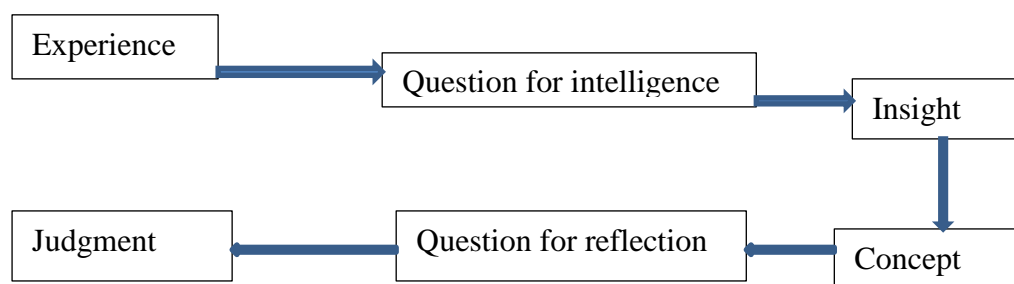 Experience
Question for intelligence
Insight
Concept
Question for reflection
Judgment